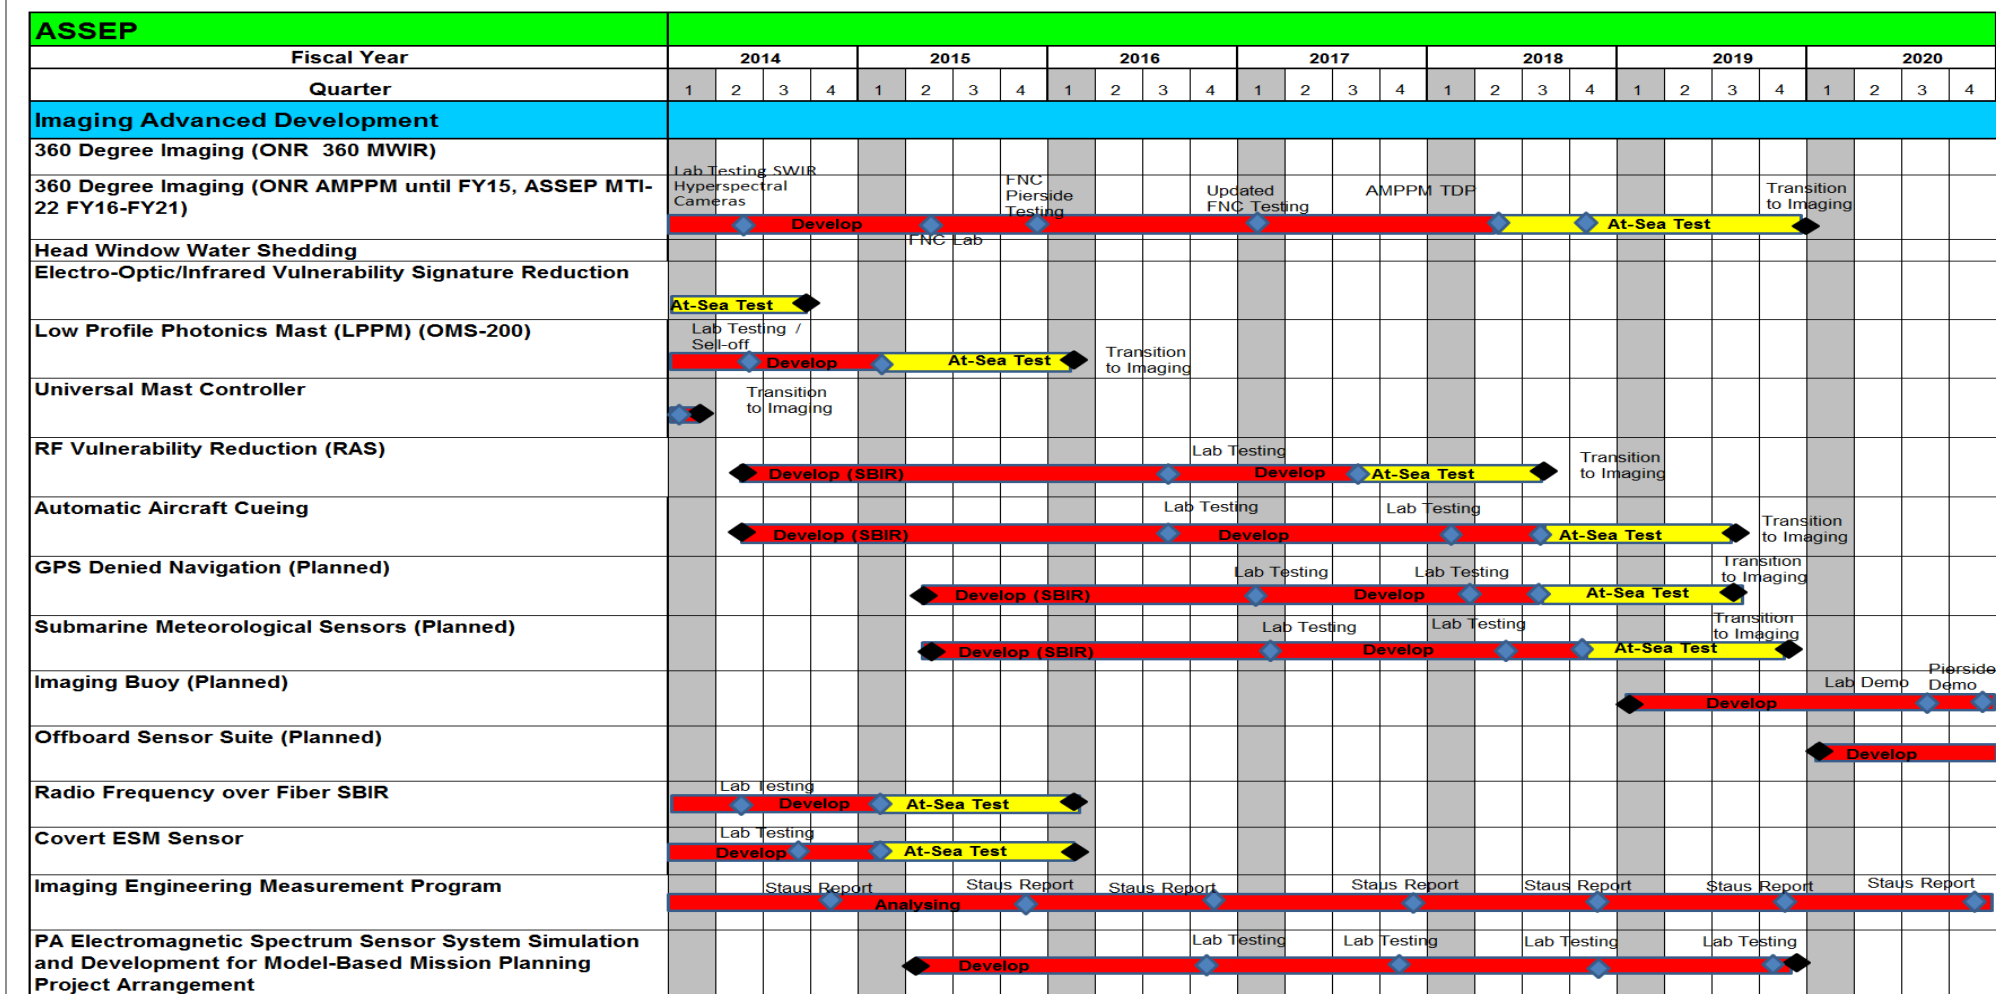 ASSEP
Fiscal Year 2014 2015 2016 2017 2018 2019 2020
Quarter 1 2 3 4 1 2 3 4 1 2 3 4 1 2 3 4 1 2 3 4 1 2 3 4 1 2 3 4
Imaging Advanced Development
360 Degree Imaging (ONR 360 MWIR)
360 Degree Imaging (ONR AMPPM until FY15, ASSEP MTI-
22 FY16-FY21)
Lab Testing SWIR
Hyperspectral
Cameras
Develop
FNC Lab
FNC
Pierside
Testing
Updated
FNC Testing
AMPPM TDP
At-Sea Test
Transition
to Imaging
Head Window Water Shedding
Electro-Optic/Infrared Vulnerability Signature Reduction
At-Sea Test
Low Profile Photonics Mast (LPPM) (OMS-200)
Lab Testing /
Sell-off
Develop
At-Sea Test
Transition
to Imaging
Universal Mast Controller
Transition
to Imaging
RF Vulnerability Reduction (RAS)
Develop (SBIR)
Lab Testing
Develop
At-Sea Test
Transition
to Imaging
Automatic Aircraft Cueing
Develop (SBIR)
Lab Testing
Develop
Lab Testing
At-Sea Test
Transition
to Imaging
GPS Denied Navigation (Planned)
Develop (SBIR)
Lab Testing
Develop
Lab Testing
At-Sea Test
Transition
to Imaging
Submarine Meteorological Sensors (Planned)
Develop (SBIR)
Lab Testing
Develop
Lab Testing
At-Sea Test
Transition
to Imaging
Imaging Buoy (Planned)
Develop
Lab Demo
Pierside
Demo
Offboard Sensor Suite (Planned)
Develop
Radio Frequency over Fiber SBIR
Lab Testing
Develop
At-Sea Test
Covert ESM Sensor
Lab Testing
Develop
At-Sea Test
Imaging Engineering Measurement Program
Staus Report
Analysing
Staus Report
Staus Report
Staus Report
Staus Report
Staus Report
Staus Report
PA Electromagnetic Spectrum Sensor System Simulation
and Development for Model-Based Mission Planning
Project Arrangement
Develop
Lab Testing
Lab Testing
Lab Testing
Lab Testing